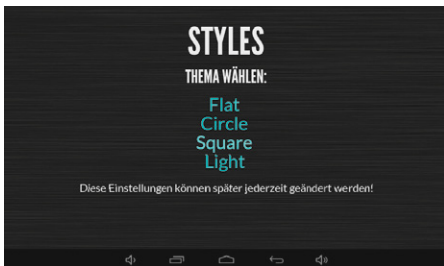 STYLES
THEMA WÄHLEN:
Flat
Circle
Square
Light
Diese Einstellungen können später jederzeit geändert werden!